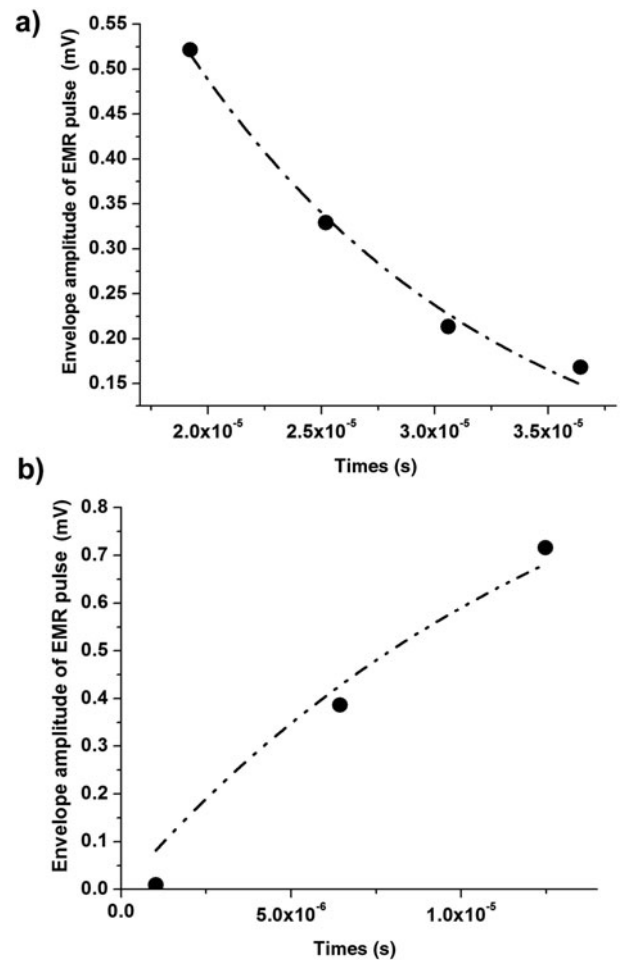 a)
Envelope amplitude of EMR pulse (mV)
0.55
0.50
0.45
0.40
0.35
0.30
0.25
0.20
0.15
2.0x10⁻⁵
2.5x10⁻⁵
3.0x10⁻⁵
3.5x10⁻⁵
Times (s)
b)
Envelope amplitude of EMR pulse (mV)
0.8
0.7
0.6
0.5
0.4
0.3
0.2
0.1
0.0
0.0
5.0x10⁻⁶
1.0x10⁻⁵
Times (s)